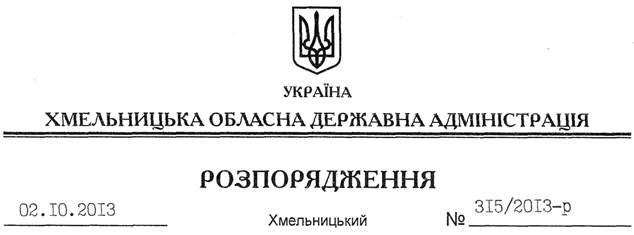 УКРАЇНА
ХМЕЛЬНИЦЬКА ОБЛАСНА ДЕРЖАВНА АДМІНІСТРАЦІЯ
РОЗПОРЯДЖЕННЯ
02.10.2013 Хмельницький № 315/2013-р